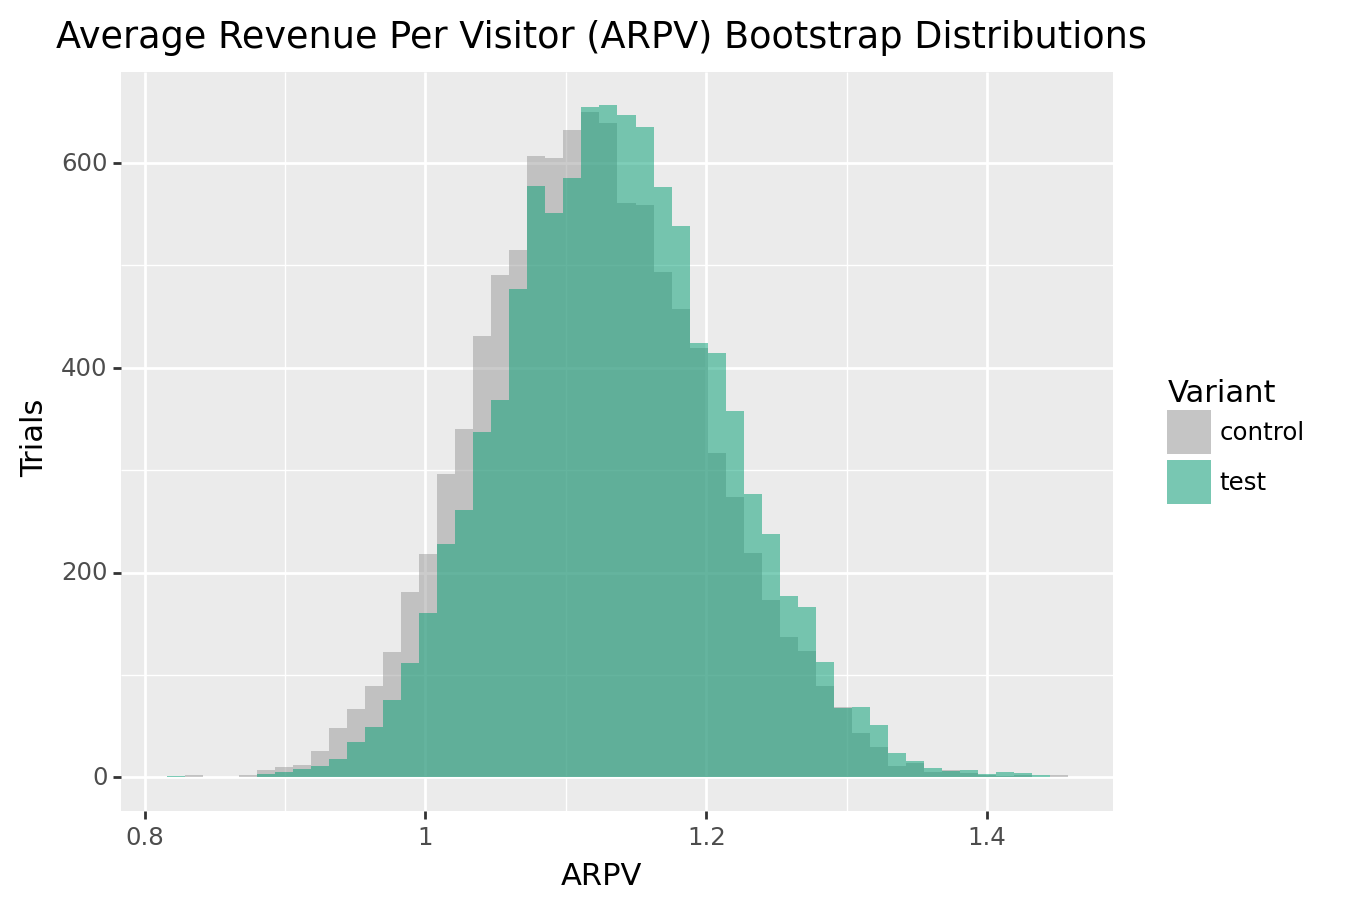 Average Revenue Per Visitor (ARPV) Bootstrap Distributions
Trials
600
400
200
0
0.8
1
1.2
1.4
ARPV
Variant
control
test